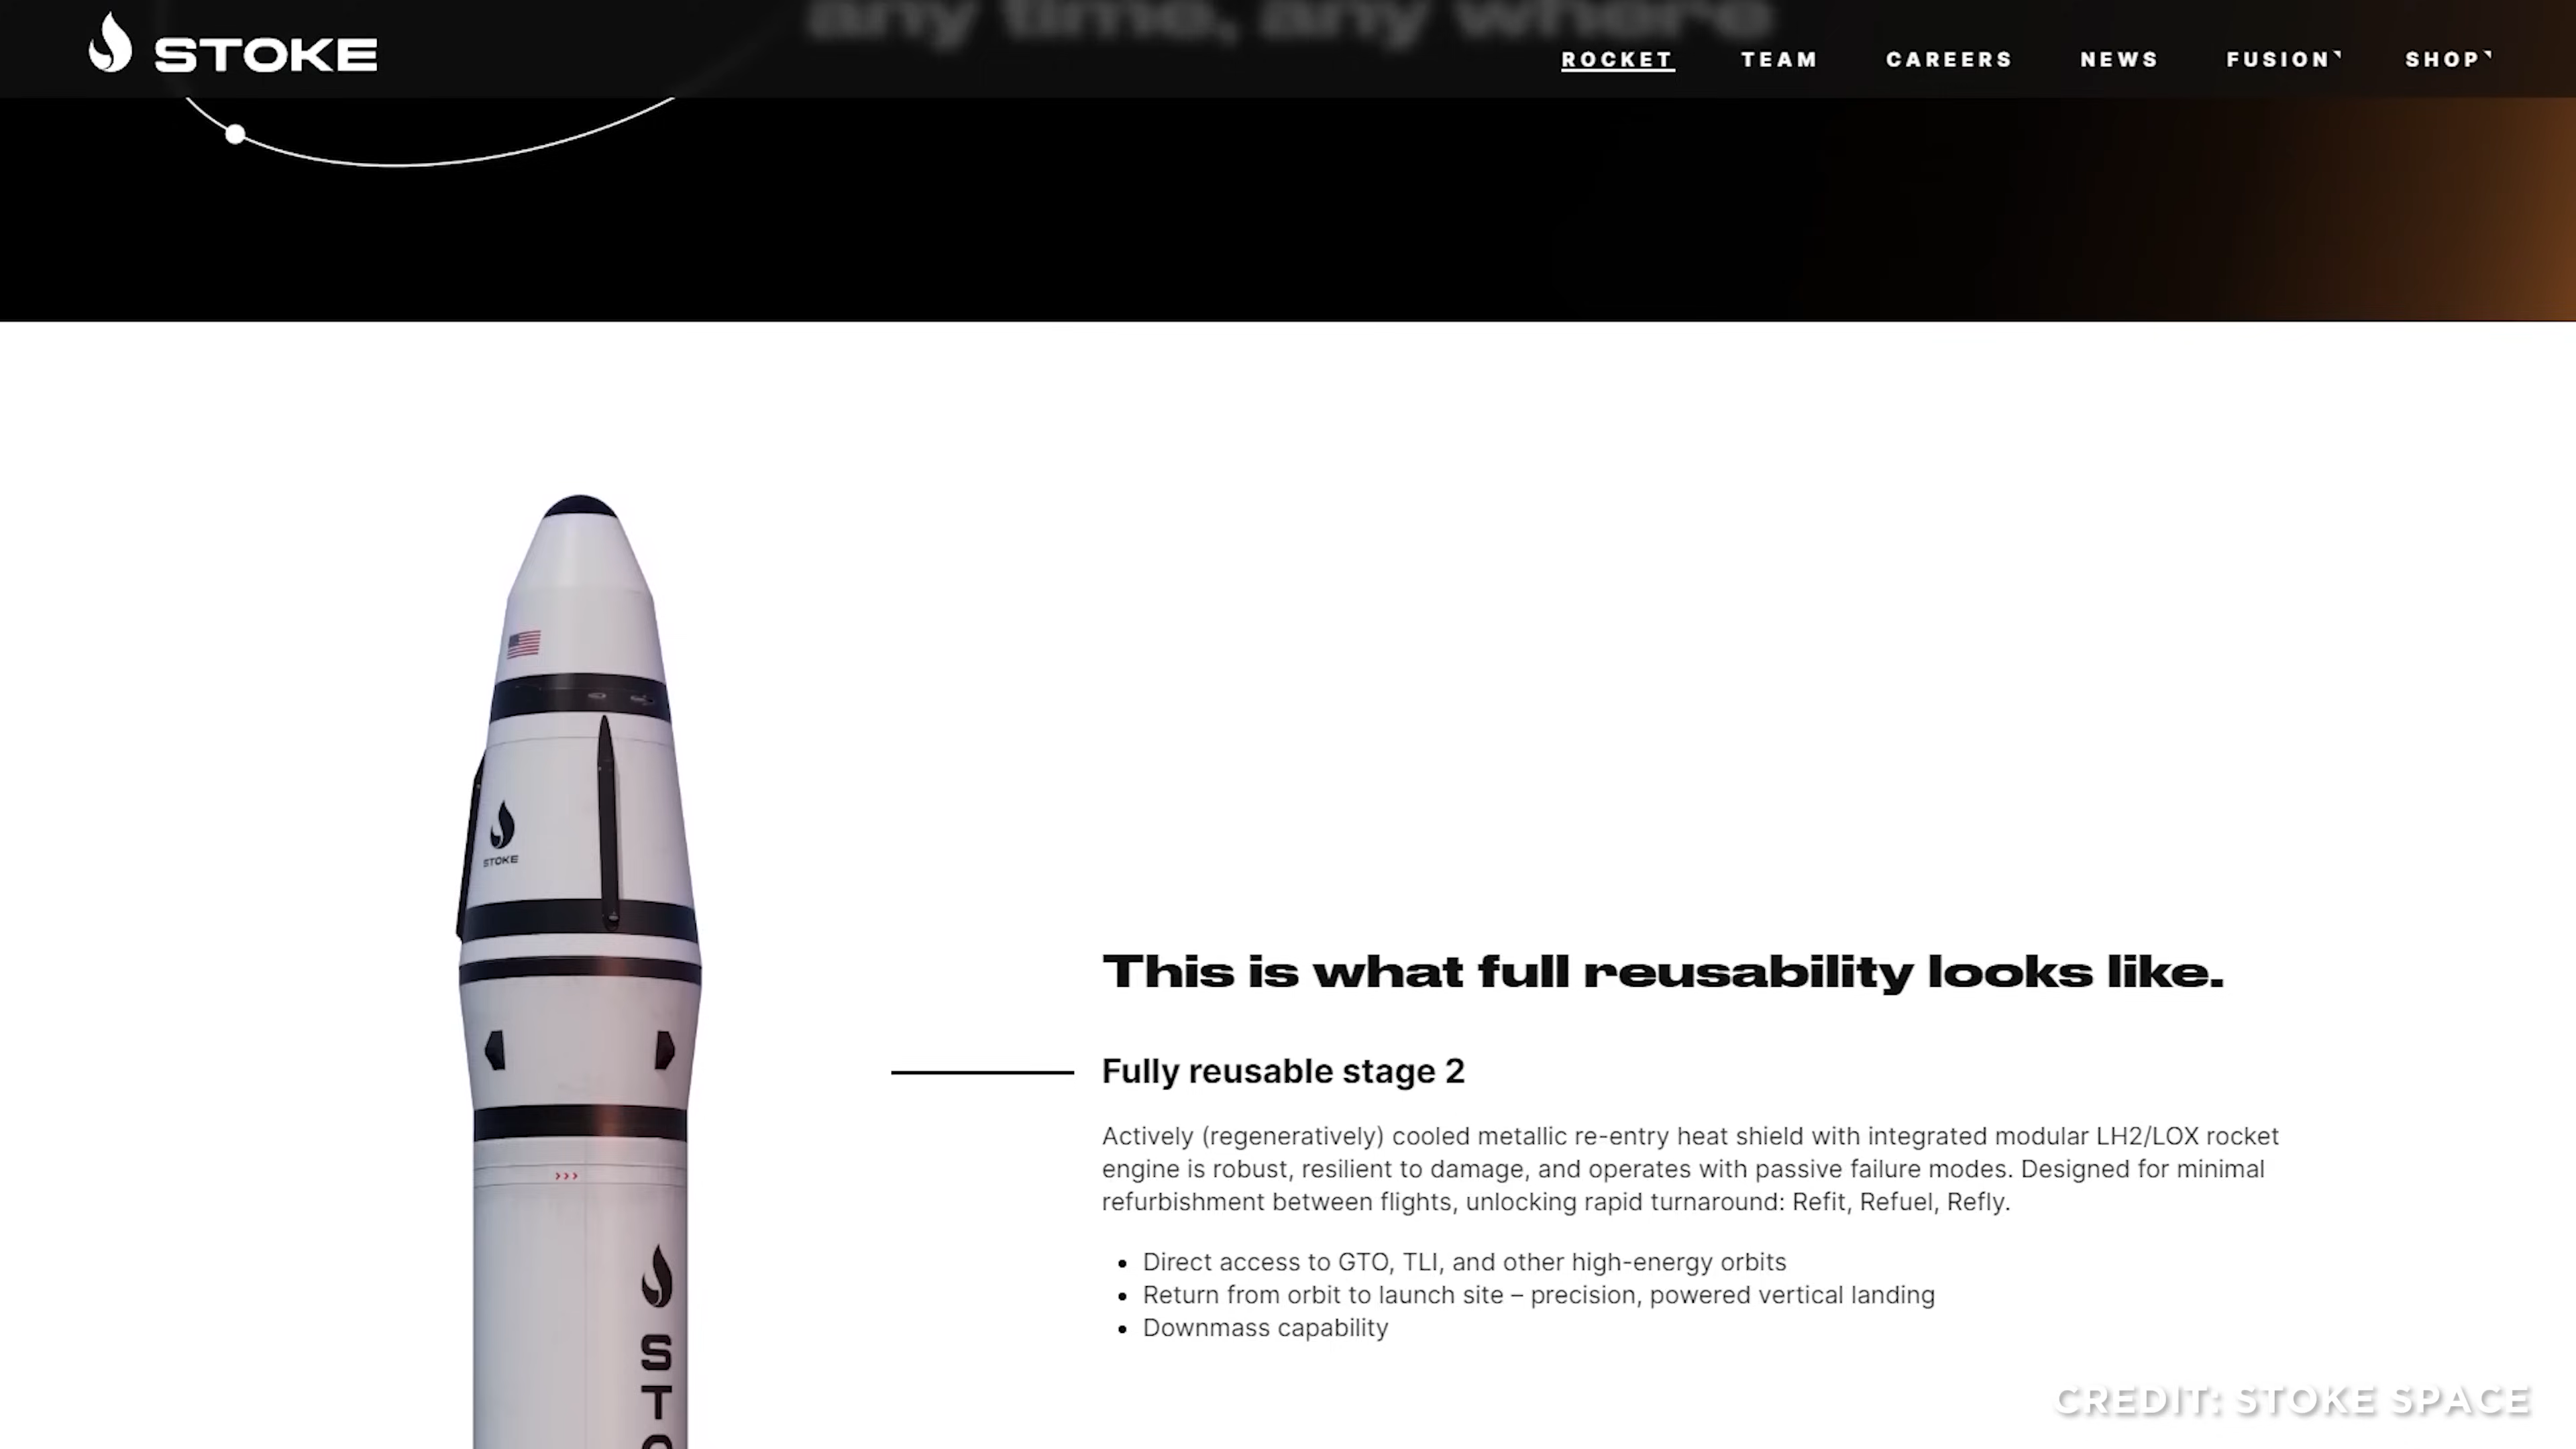 any time, any where
STOKE
ROCKET TEAM CAREERS NEWS FUSION SHOP
STOKE
This is what full reusability looks like.
Fully reusable stage 2
Actively (regeneratively) cooled metallic re-entry heat shield with integrated modular LH2/LOX rocket
engine is robust, resilient to damage, and operates with passive failure modes. Designed for minimal
refurbishment between flights, unlocking rapid turnaround: Refit, Refuel, Refly.
• Direct access to GTO, TLI, and other high-energy orbits
• Return from orbit to launch site – precision, powered vertical landing
• Downmass capability
›››
S
T
O
CREDIT: STOKE SPACE